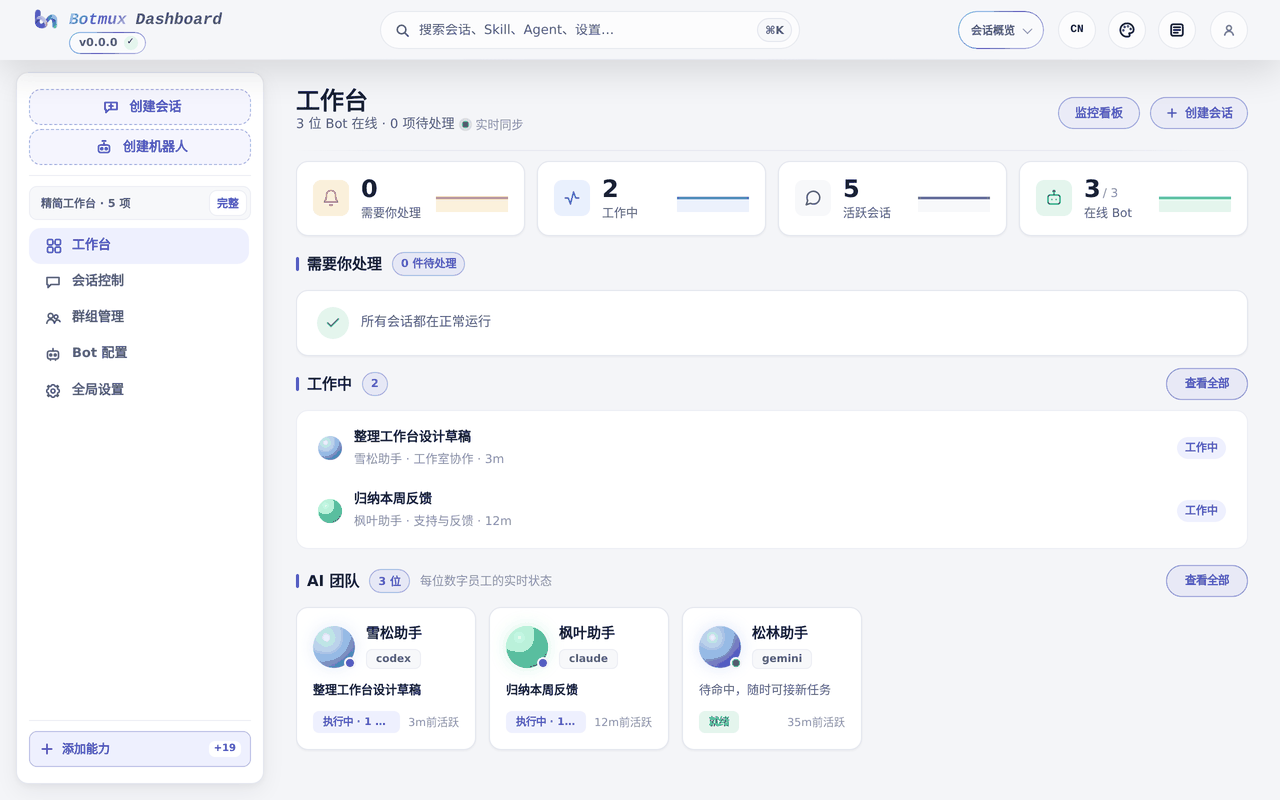 Botmux Dashboard
v0.0.0 ✓
搜索会话、Skill、Agent、设置…
⌘K
会话概览
CN
创建会话
创建机器人
精简工作台 · 5 项
完整
工作台
会话控制
群组管理
Bot 配置
全局设置
添加能力
+19
工作台
3 位 Bot 在线 · 0 项待处理
实时同步
监控看板
创建会话
0
需要你处理
2
工作中
5
活跃会话
3 / 3
在线 Bot
需要你处理
0 件待处理
所有会话都在正常运行
工作中
2
查看全部
整理工作台设计草稿
雪松助手 · 工作室协作 · 3m
工作中
归纳本周反馈
枫叶助手 · 支持与反馈 · 12m
工作中
AI 团队
3 位
每位数字员工的实时状态
查看全部
雪松助手
codex
整理工作台设计草稿
执行中 · 1 ...
3m前活跃
枫叶助手
claude
归纳本周反馈
执行中 · 1...
12m前活跃
松林助手
gemini
待命中，随时可接新任务
就绪
35m前活跃